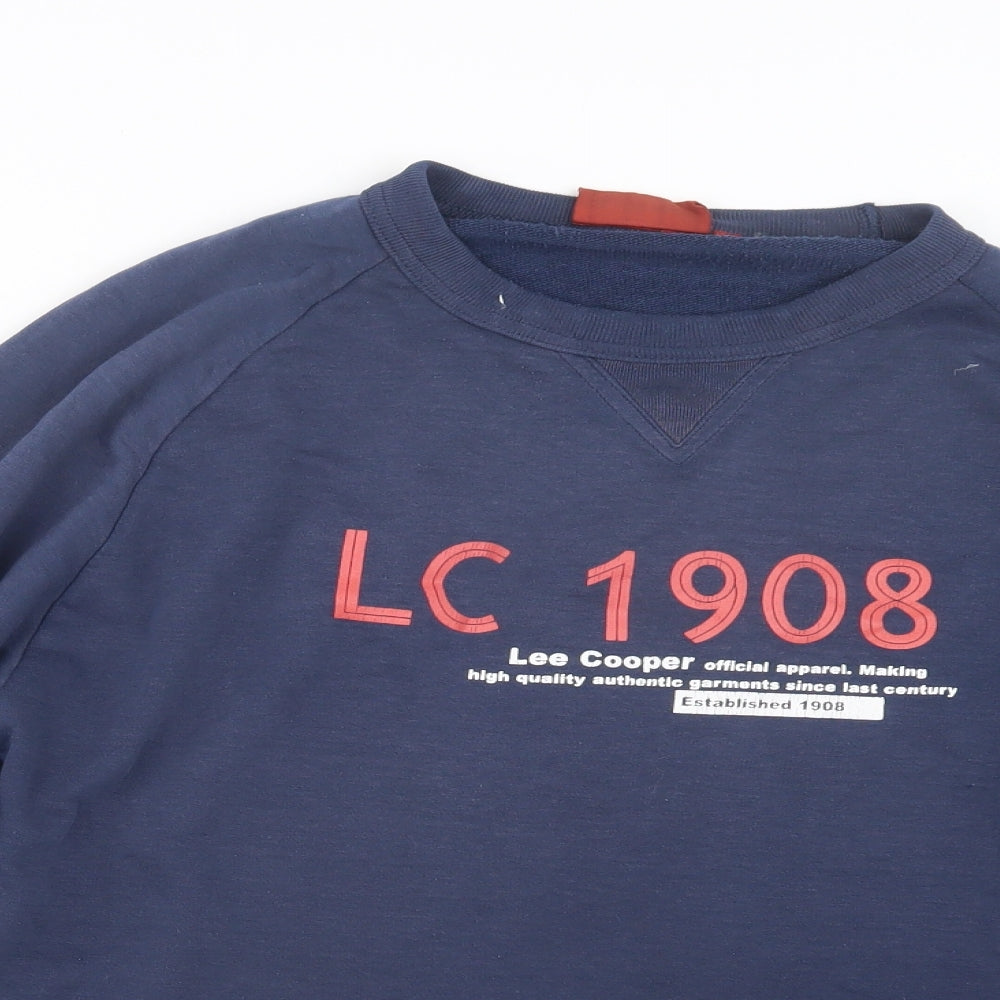 LC 1908
Lee Cooper official apparel. Making
high quality authentic garments since last century
Established 1908